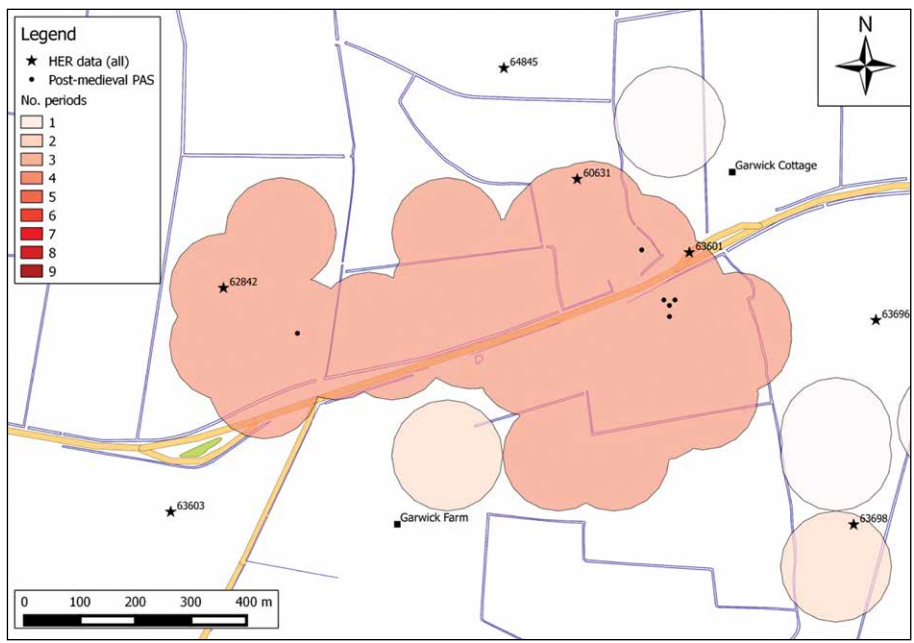 Legend
HER data (all)
Post-medieval PAS
No. periods
1
2
3
4
5
6
7
8
9
N
64845
Garwick Cottage
60631
63601
62842
63696
63603
Garwick Farm
63698
0 100 200 300 400 m